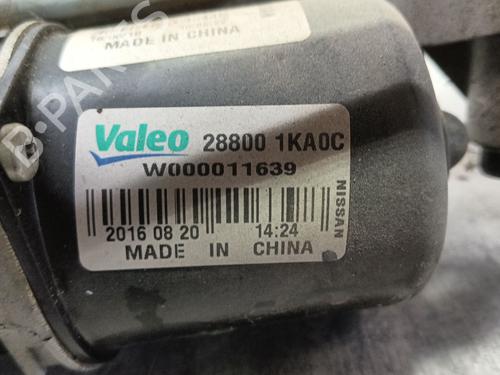 MADE IN CHINA
Valeo 28800 1KA0C
W000011639
2016 08 20 14:24
MADE IN CHINA
NISSAN
B-PARTS